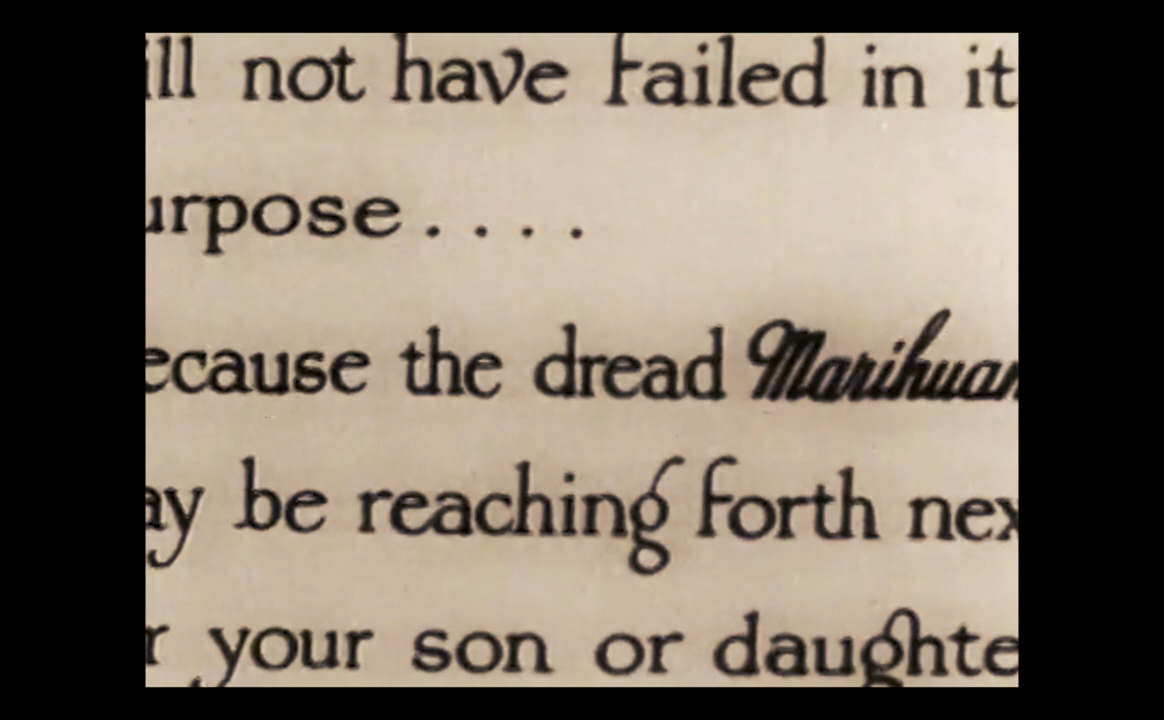 ill not have failed in it
urpose....
ecause the dread Marihuan
ay be reaching forth nex
r your son or daughte